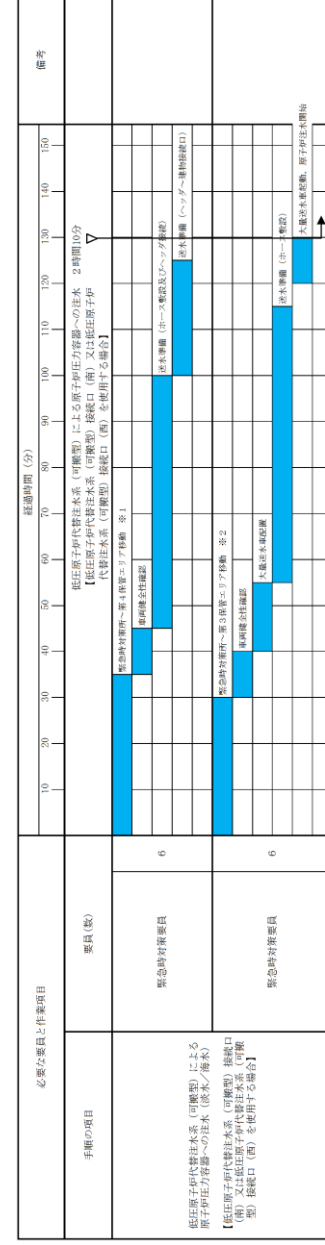 必要な要員と作業項目
経過時間（分）
備考
手順の項目
要員(数)
10
20
30
40
50
60
70
80
90
100
110
120
130
140
150
低圧原子炉代替注水系（可搬型）による原子炉圧力容器への注水 2時間10分
【低圧原子炉代替注水系（可搬型）接続口（南）又は低圧原子炉
代替注水系（可搬型）接続口（西）を使用する場合】
低圧原子炉代替注水系（可搬型）による
原子炉圧力容器への注水（淡水／海水）
【低圧原子炉代替注水系（可搬型）接続口
（南）又は低圧原子炉代替注水系（可搬
型）接続口（西）を使用する場合】
緊急時対策要員
6
緊急時対策所～第4保管エリア移動 ※1
車両健全性確認
送水準備（ホース敷設及びヘッダ接続）
送水準備（ヘッダ～建物接続口）
緊急時対策要員
6
緊急時対策所～第3保管エリア移動 ※2
車両健全性確認
大量送水車配置
送水準備（ホース敷設）
大量送水車起動、原子炉注水開始